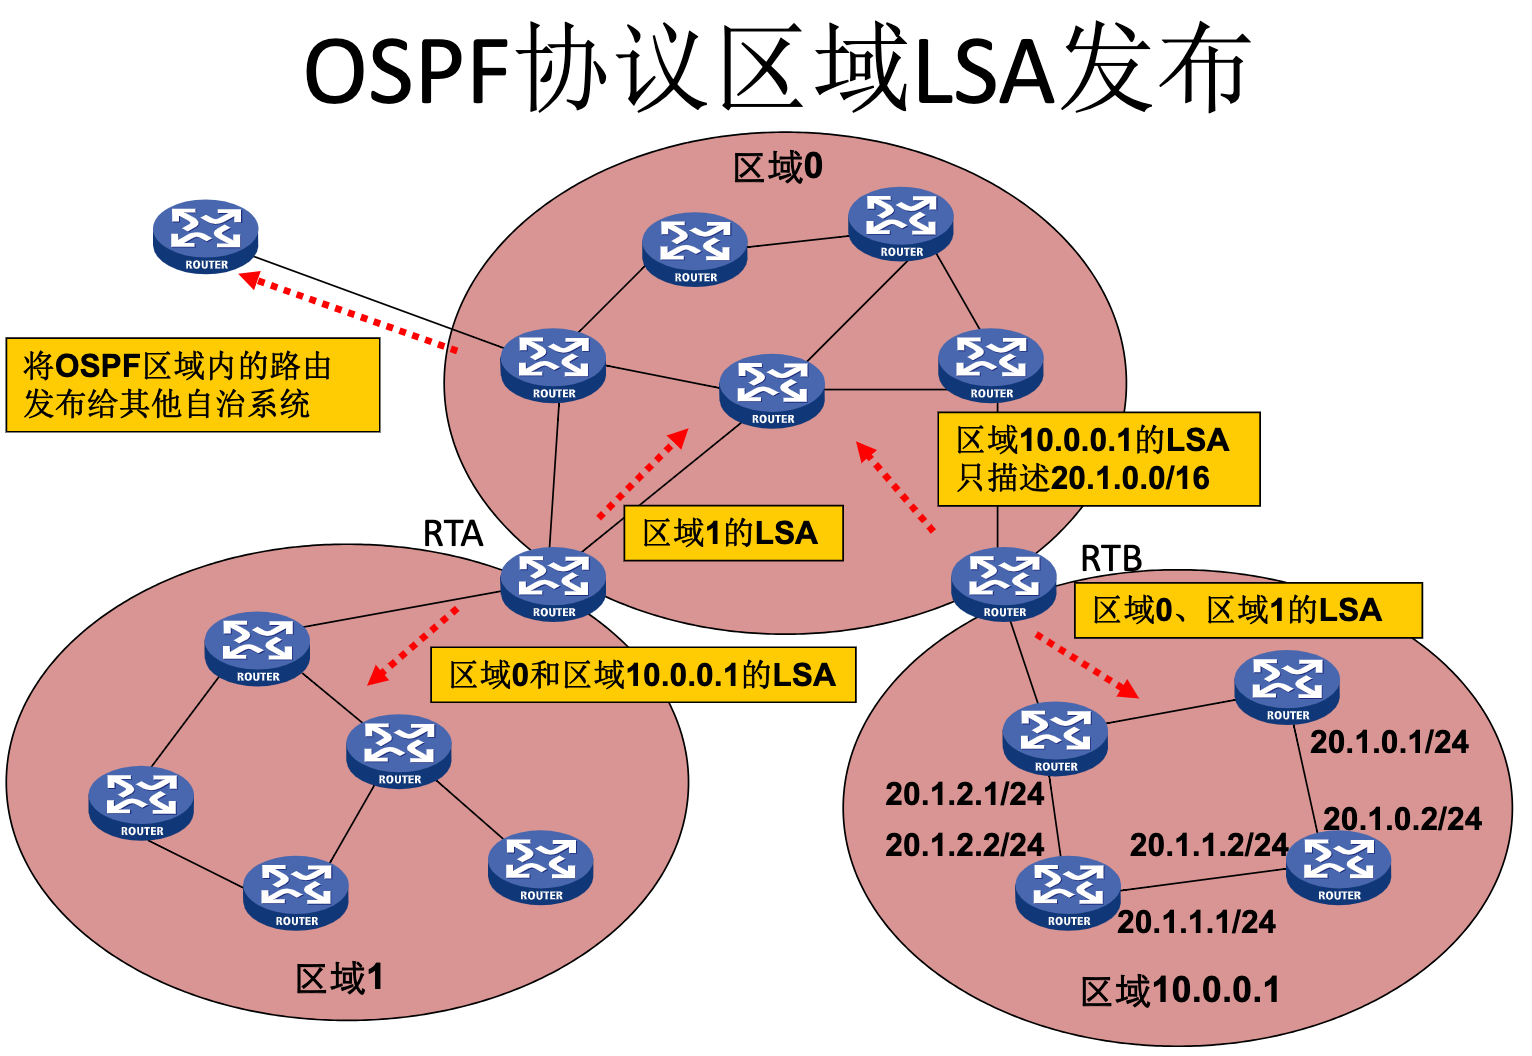 OSPF协议区域LSA发布
区域0
ROUTER
ROUTER
ROUTER
将OSPF区域内的路由
发布给其他自治系统
ROUTER
ROUTER
ROUTER
区域10.0.0.1的LSA
只描述20.1.0.0/16
区域1的LSA
RTA
ROUTER
RTB
ROUTER
区域0、区域1的LSA
区域0和区域10.0.0.1的LSA
ROUTER
ROUTER
ROUTER
ROUTER
ROUTER
区域1
ROUTER
ROUTER
20.1.0.1/24
20.1.2.1/24
20.1.0.2/24
20.1.2.2/24
20.1.1.2/24
ROUTER
ROUTER
20.1.1.1/24
区域10.0.0.1